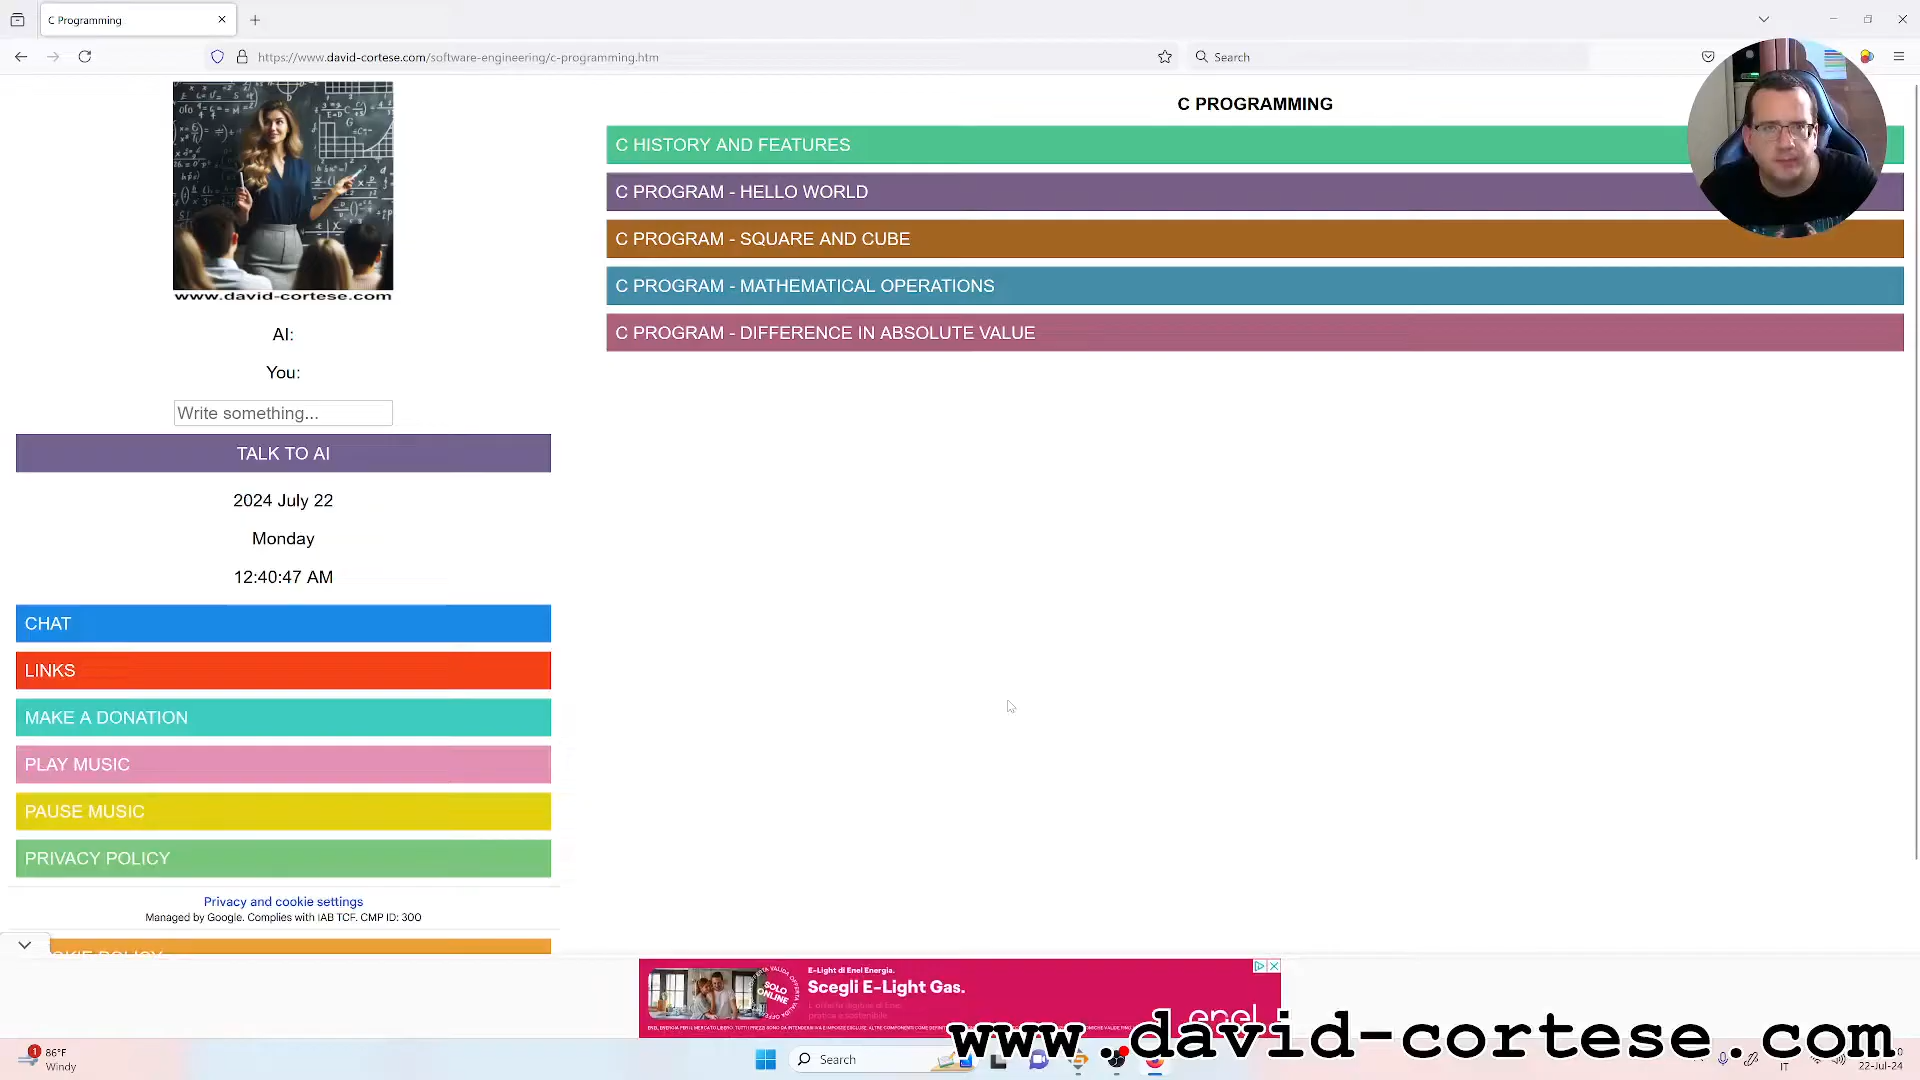 C Programming
https://www.david-cortese.com/software-engineering/c-programming.htm
Search
www.david-cortese.com
AI:
You:
Write something...
TALK TO AI
2024 July 22
Monday
12:40:47 AM
CHAT
LINKS
MAKE A DONATION
PLAY MUSIC
PAUSE MUSIC
PRIVACY POLICY
Privacy and cookie settings
Managed by Google. Complies with IAB TCF. CMP ID: 300
C PROGRAMMING
C HISTORY AND FEATURES
C PROGRAM - HELLO WORLD
C PROGRAM - SQUARE AND CUBE
C PROGRAM - MATHEMATICAL OPERATIONS
C PROGRAM - DIFFERENCE IN ABSOLUTE VALUE
SOLO
ONLINE
E-Light di Enel Energia.
Scegli E-Light Gas.
enel
www.david-cortese.com
1
86°F
Windy
Search
IT
22-Jul-24